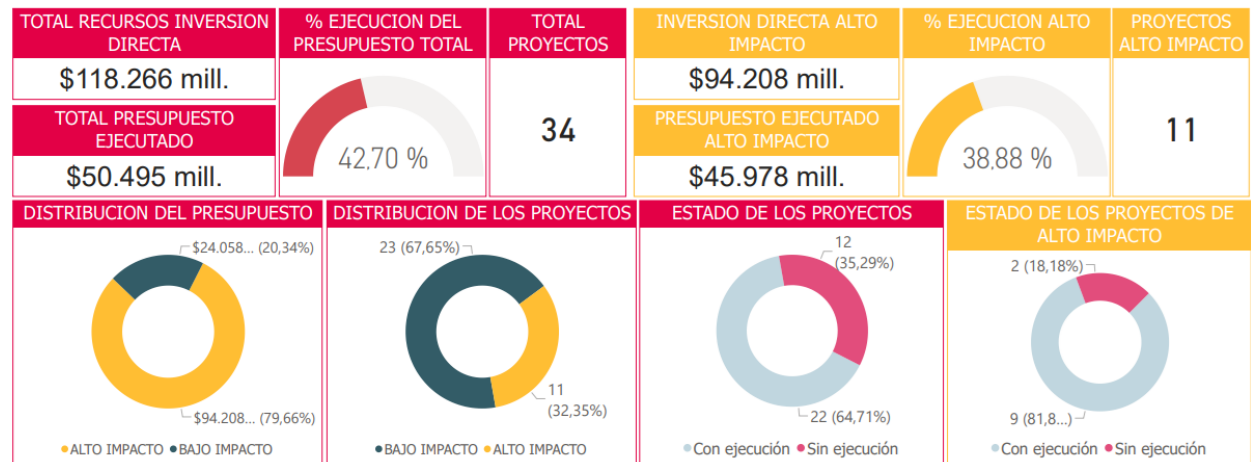 TOTAL RECURSOS INVERSION
DIRECTA
$118.266 mill.
TOTAL PRESUPUESTO
EJECUTADO
$50.495 mill.
% EJECUCION DEL
PRESUPUESTO TOTAL
42,70 %
TOTAL
PROYECTOS
34
INVERSION DIRECTA ALTO
IMPACTO
$94.208 mill.
PRESUPUESTO EJECUTADO
ALTO IMPACTO
$45.978 mill.
% EJECUCION ALTO
IMPACTO
38,88 %
PROYECTOS
ALTO IMPACTO
11
DISTRIBUCION DEL PRESUPUESTO
$24.058... (20,34%)
$94.208... (79,66%)
ALTO IMPACTO BAJO IMPACTO
DISTRIBUCION DE LOS PROYECTOS
23 (67,65%)
11
(32,35%)
BAJO IMPACTO ALTO IMPACTO
ESTADO DE LOS PROYECTOS
12
(35,29%)
22 (64,71%)
Con ejecución Sin ejecución
ESTADO DE LOS PROYECTOS DE
ALTO IMPACTO
2 (18,18%)
9 (81,8...)
Con ejecución Sin ejecución